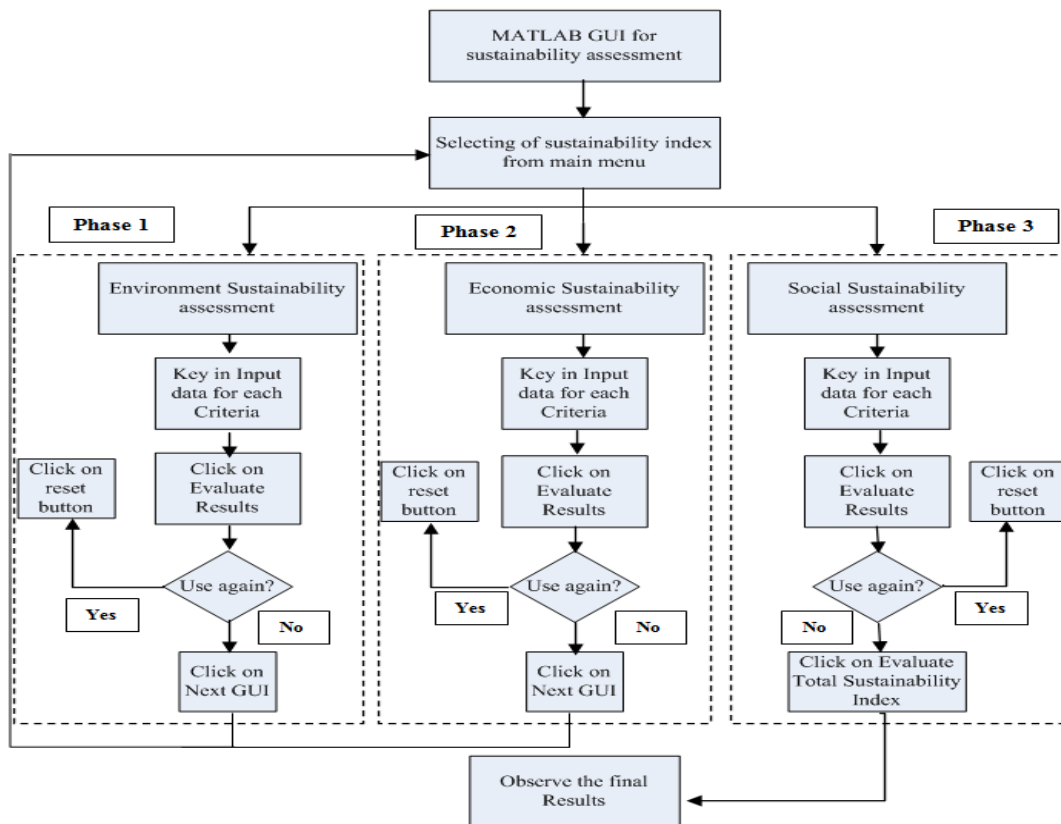 MATLAB GUI for
sustainability assessment
Selecting of sustainability index
from main menu
Phase 1
Phase 2
Phase 3
Environment Sustainability
assessment
Key in Input
data for each
Criteria
Click on
Evaluate
Results
Click on
reset
button
Use again?
Yes
No
Click on
Next GUI
Economic Sustainability
assessment
Key in Input
data for each
Criteria
Click on
Evaluate
Results
Click on
reset
button
Use again?
Yes
No
Click on
Next GUI
Social Sustainability
assessment
Key in Input
data for each
Criteria
Click on
Evaluate
Results
Click on
reset
button
Use again?
Yes
No
Click on Evaluate
Total Sustainability
Index
Observe the final
Results